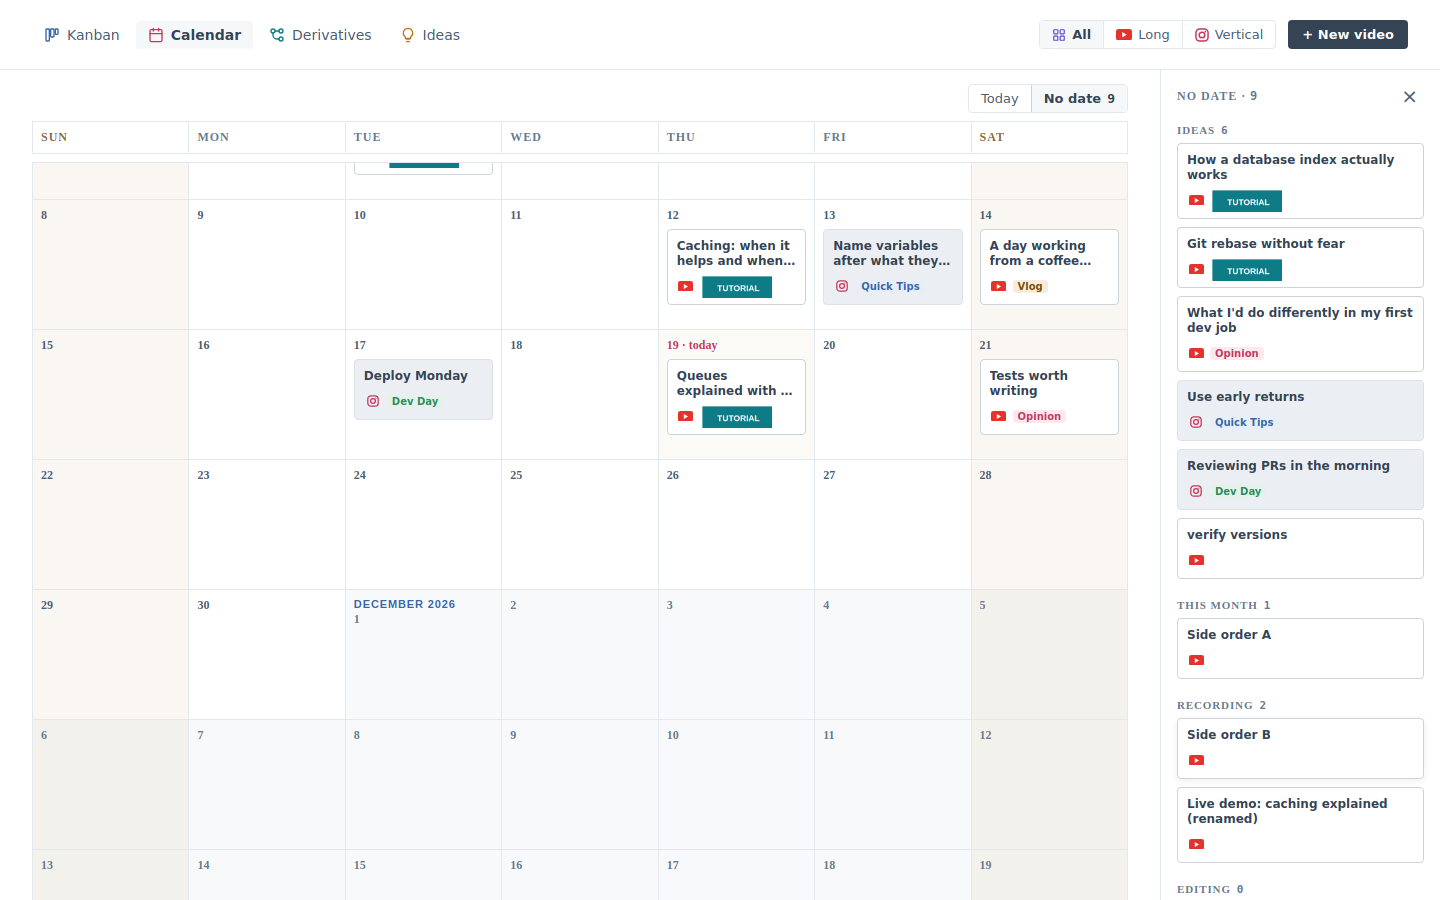 Kanban
Calendar
Derivatives
Ideas
All
Long
Vertical
+ New video
Today
No date 9
SUN
MON
TUE
WED
THU
FRI
SAT
8
9
10
11
12
Caching: when it
helps and when...
TUTORIAL
13
Name variables
after what they...
Quick Tips
14
A day working
from a coffee...
Vlog
15
16
17
Deploy Monday
Dev Day
18
19 · today
Queues
explained with ...
TUTORIAL
20
21
Tests worth
writing
Opinion
22
23
24
25
26
27
28
29
30
DECEMBER 2026
1
2
3
4
5
6
7
8
9
10
11
12
13
14
15
16
17
18
19
NO DATE · 9
IDEAS 6
How a database index actually
works
TUTORIAL
Git rebase without fear
TUTORIAL
What I'd do differently in my first
dev job
Opinion
Use early returns
Quick Tips
Reviewing PRs in the morning
Dev Day
verify versions
THIS MONTH 1
Side order A
RECORDING 2
Side order B
Live demo: caching explained
(renamed)
EDITING 0